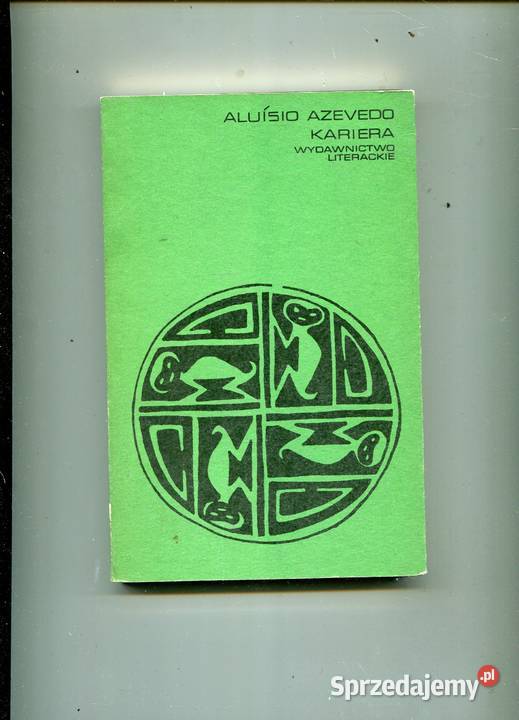 ALUÍSIO AZEVEDO
KARIERA
WYDAWNICTWO
LITERACKIE
Sprzedajemy.pl